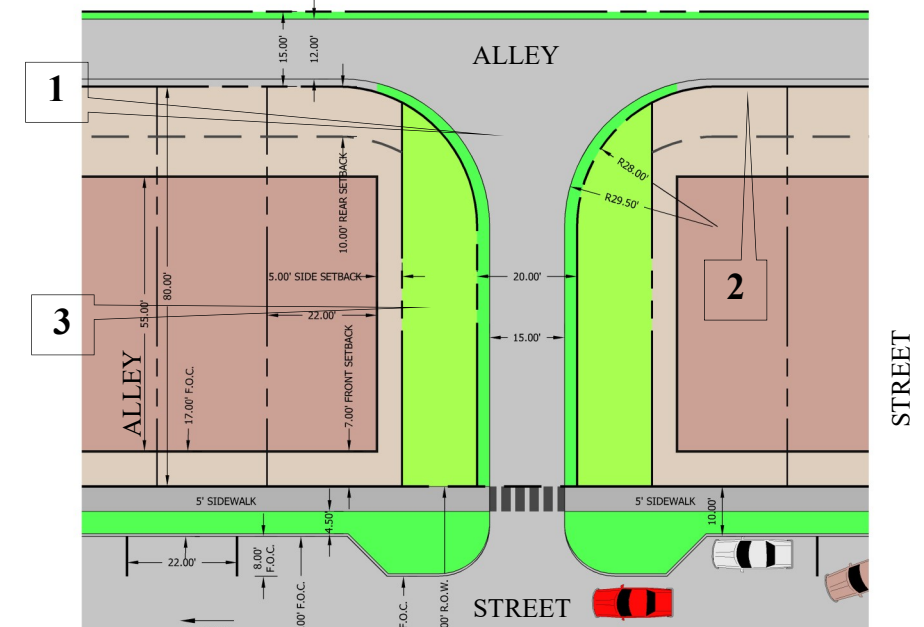 15.00'
12.00'
ALLEY
1
R28.00'
R29.50'
10.00' REAR SETBACK
5.00' SIDE SETBACK
20.00'
2
80.00'
3
22.00'
55.00'
15.00'
7.00' FRONT SETBACK
ALLEY
17.00' F.O.C.
STREET
5' SIDEWALK
5' SIDEWALK
4.50'
10.00'
22.00'
8.00'
F.O.C.
00' F.O.C.
F.O.C.
00' R.O.W.
STREET